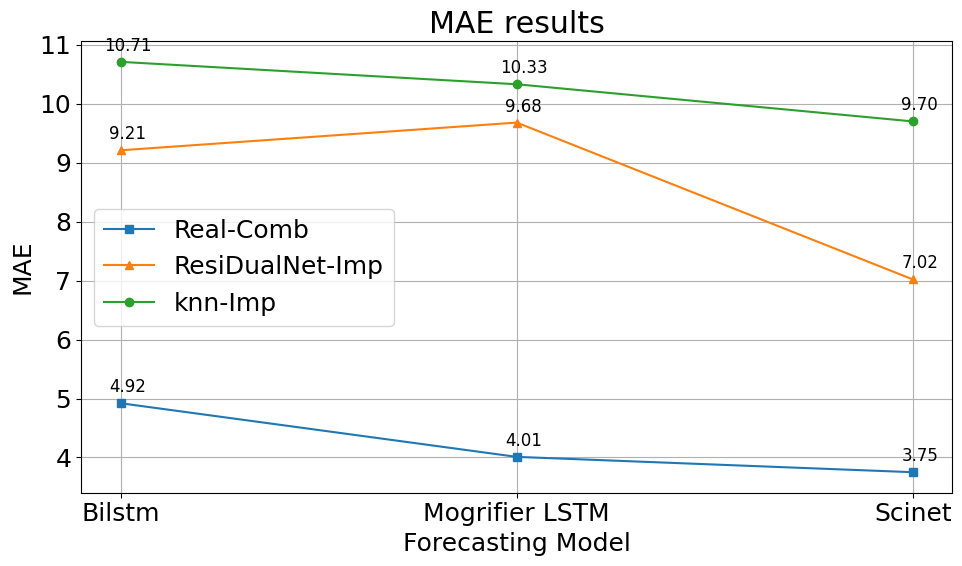 MAE results
11
10
9
8
7
6
5
4
MAE
10.71
10.33
9.70
9.21
9.68
7.02
4.92
4.01
3.75
Real-Comb
ResiDualNet-Imp
knn-Imp
Bilstm
Mogrifier LSTM
Scinet
Forecasting Model